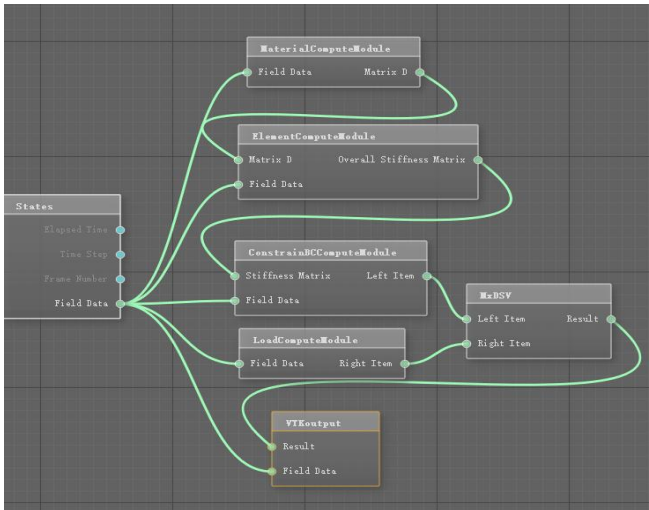 MaterialComputeModule
Field Data Matrix D
ElementComputeModule
Matrix D Overall Stiffness Matrix
Field Data
States
Elapsed Time
Time Step
Frame Number
Field Data
ConstrainBCComputeModule
Stiffness Matrix Left Item
Field Data
MxBSV
Left Item Result
Right Item
LoadComputeModule
Field Data Right Item
VTKoutput
Result
Field Data